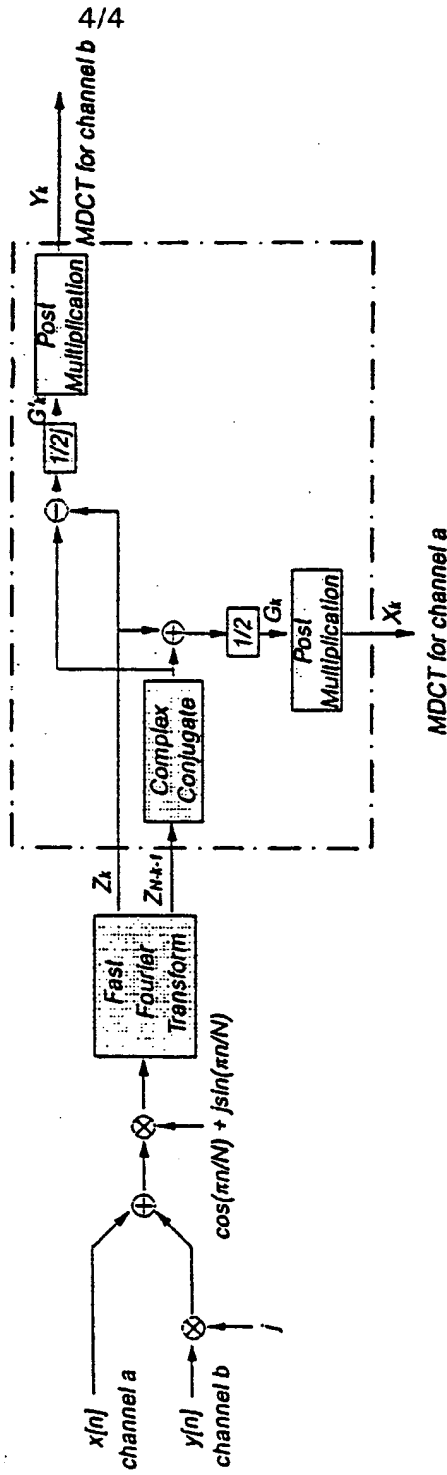 4/4
x[n]
channel a
y[n]
channel b
j
cos(πn/N) + jsin(πn/N)
Fast
Fourier
Transform
Zk
ZN-k-1
Complex
Conjugate
1/2
Gk
Post
Multiplication
Xk
MDCT for channel a
1/2j
G'k
Post
Multiplication
Yk
MDCT for channel b